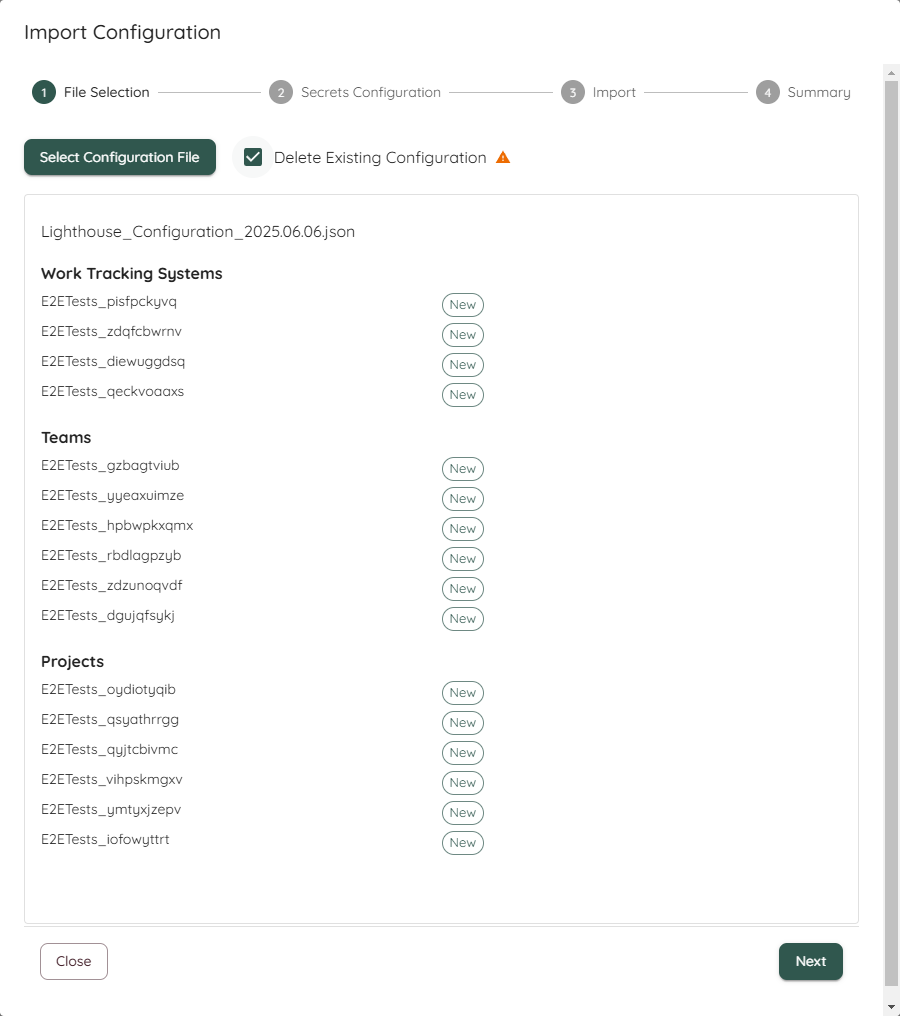 Import Configuration
1 File Selection 2 Secrets Configuration 3 Import 4 Summary
Select Configuration File Delete Existing Configuration
Lighthouse_Configuration_2025.06.06.json
Work Tracking Systems
E2ETests_pisfpckyvq New
E2ETests_zdqfcbwrnv New
E2ETests_diewuggdsq New
E2ETests_qeckvoaaxs New
Teams
E2ETests_gzbagtviub New
E2ETests_yyeaxuimze New
E2ETests_hpbwpkxqmx New
E2ETests_rbdlagpzyb New
E2ETests_zdzunoqvdf New
E2ETests_dgujqfsykj New
Projects
E2ETests_oydiotyqib New
E2ETests_qsyathrrgg New
E2ETests_qyjtcbivmc New
E2ETests_vihpskmgxv New
E2ETests_ymtyxjzepv New
E2ETests_iofowyttrt New
Close Next